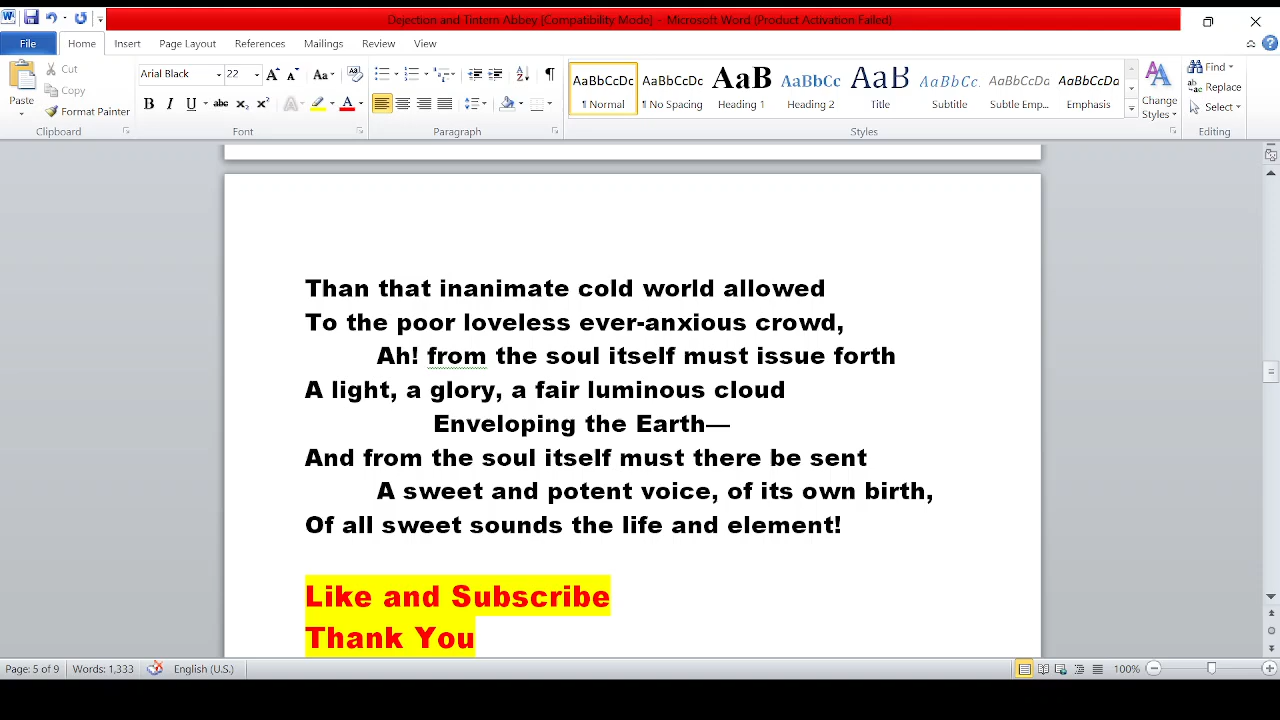 Dejection and Tintern Abbey [Compatibility Mode] - Microsoft Word (Product Activation Failed)
File Home Insert Page Layout References Mailings Review View
Paste Cut Copy Format Painter
Clipboard
Arial Black 22
Font
Paragraph
AaBbCcDc AaBbCcDc AaB AaBbCc AaB AaBbCc. AaBbCcDc AaBbCcDc
¶ Normal ¶ No Spacing Heading 1 Heading 2 Title Subtitle Subtle Emp... Emphasis
Change Styles
Styles
Find
Replace
Select
Editing
Than that inanimate cold world allowed
To the poor loveless ever-anxious crowd,
Ah! from the soul itself must issue forth
A light, a glory, a fair luminous cloud
Enveloping the Earth—
And from the soul itself must there be sent
A sweet and potent voice, of its own birth,
Of all sweet sounds the life and element!
Like and Subscribe
Thank You
Page: 5 of 9 Words: 1,333 English (U.S.) 100%